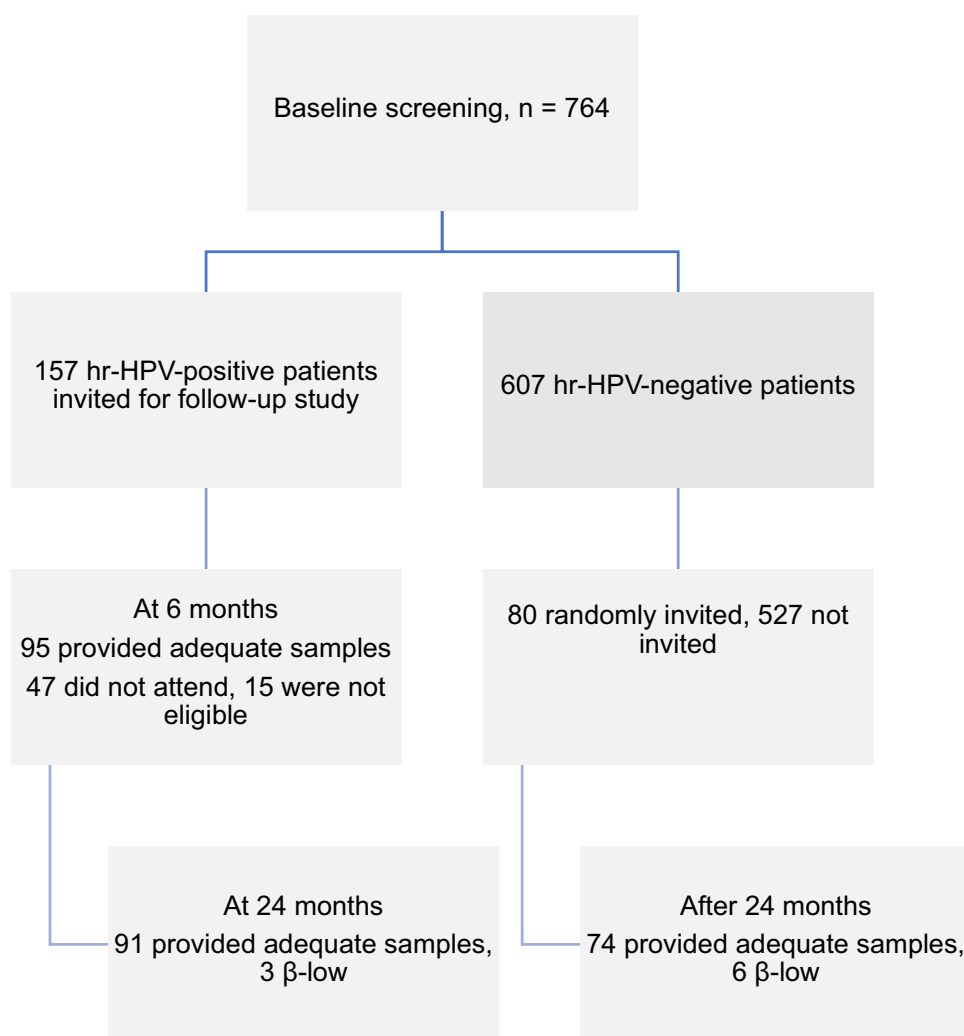 Baseline screening, n = 764
157 hr-HPV-positive patients
invited for follow-up study
607 hr-HPV-negative patients
At 6 months
95 provided adequate samples
47 did not attend, 15 were not
eligible
80 randomly invited, 527 not
invited
At 24 months
91 provided adequate samples,
3 β-low
After 24 months
74 provided adequate samples,
6 β-low